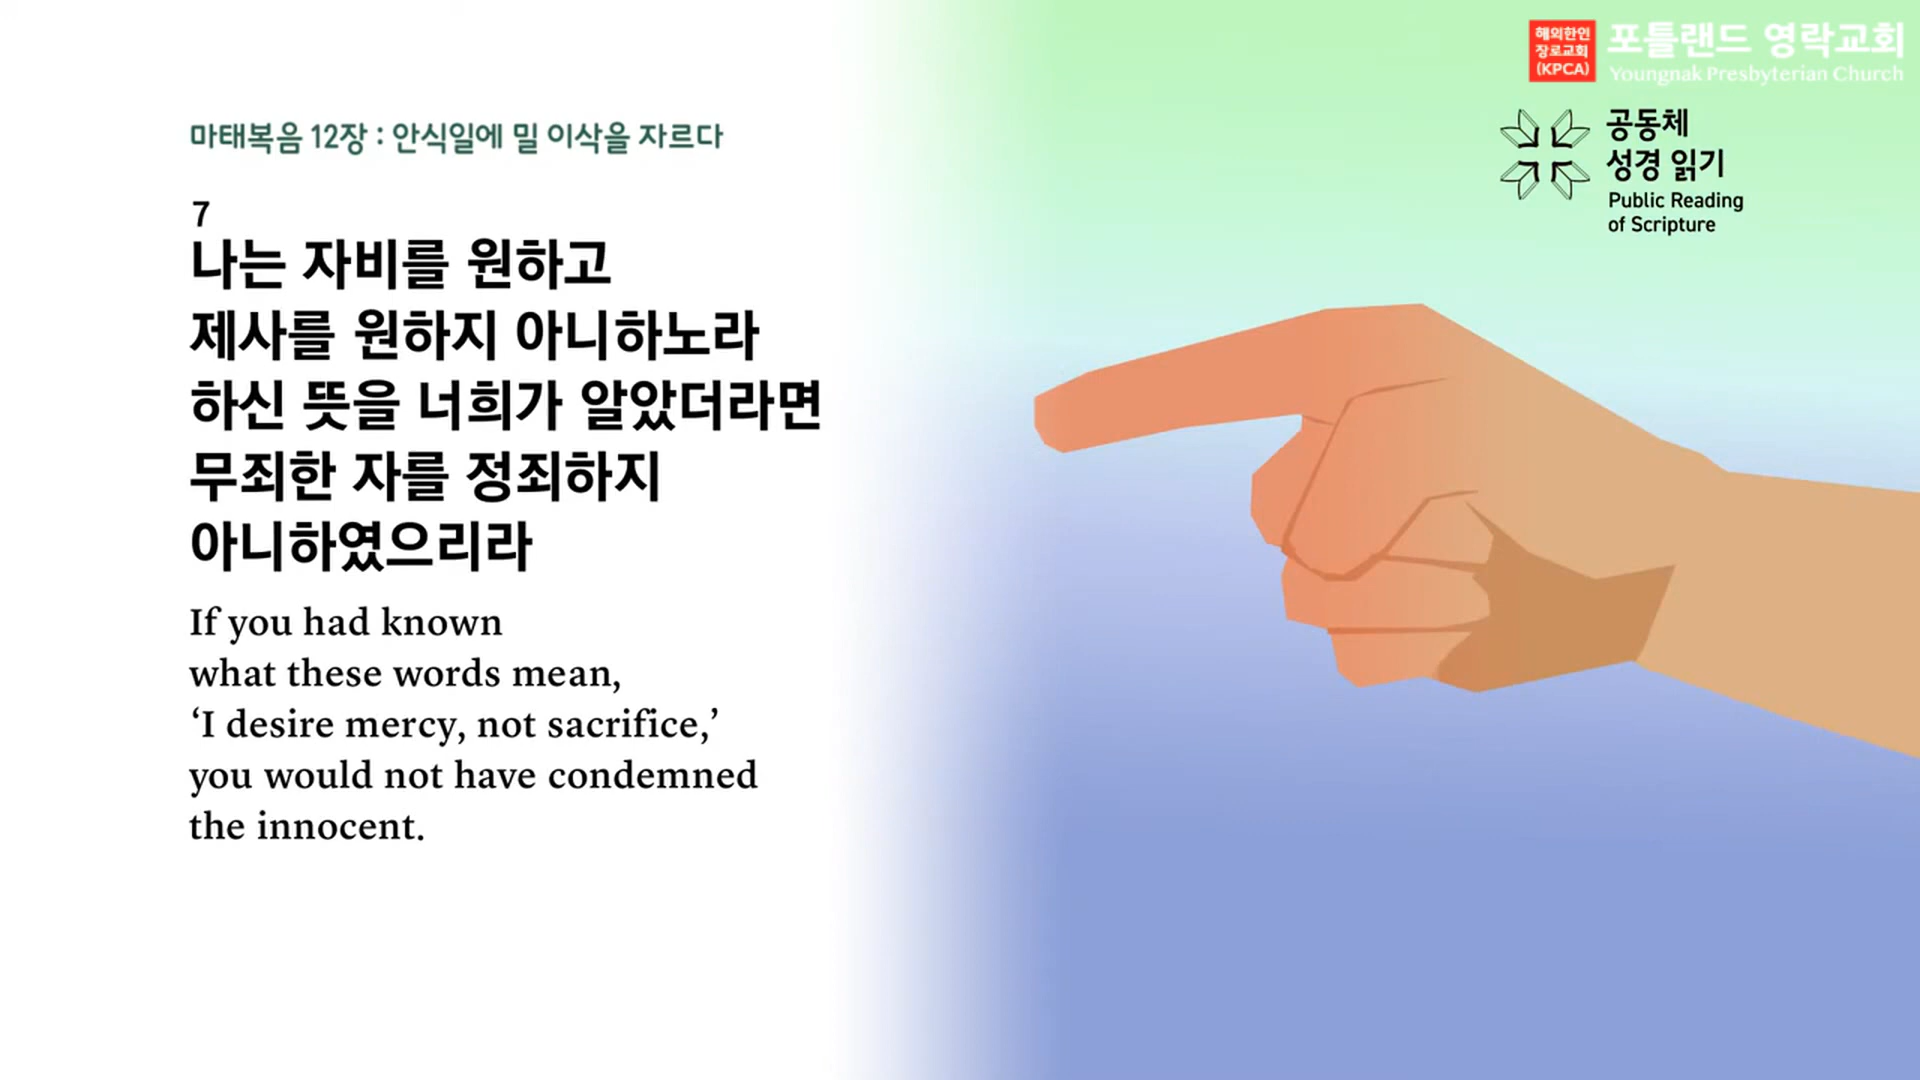 해외한인
장로교회
(KPCA)
포틀랜드 영락교회
Youngnak Presbyterian Church
공동체
성경 읽기
Public Reading
of Scripture
마태복음 12장 : 안식일에 밀 이삭을 자르다
7
나는 자비를 원하고
제사를 원하지 아니하노라
하신 뜻을 너희가 알았더라면
무죄한 자를 정죄하지
아니하였으리라
If you had known
what these words mean,
‘I desire mercy, not sacrifice,’
you would not have condemned
the innocent.